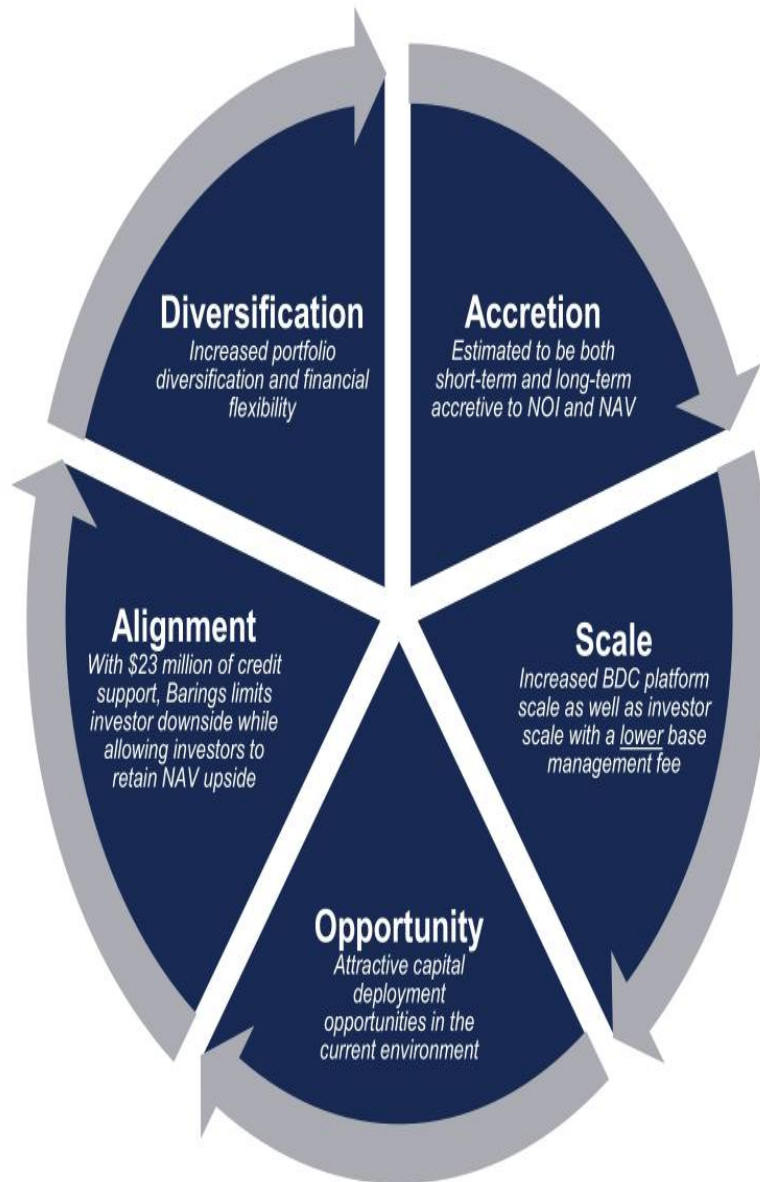 Diversification
Increased portfolio
diversification and financial
flexibility
Accretion
Estimated to be both
short-term and long-term
accretive to NOI and NAV
Alignment
With $23 million of credit
support, Barings limits
investor downside while
allowing investors to
retain NAV upside
Scale
Increased BDC platform
scale as well as investor
scale with a lower base
management fee
Opportunity
Attractive capital
deployment
opportunities in the
current environment